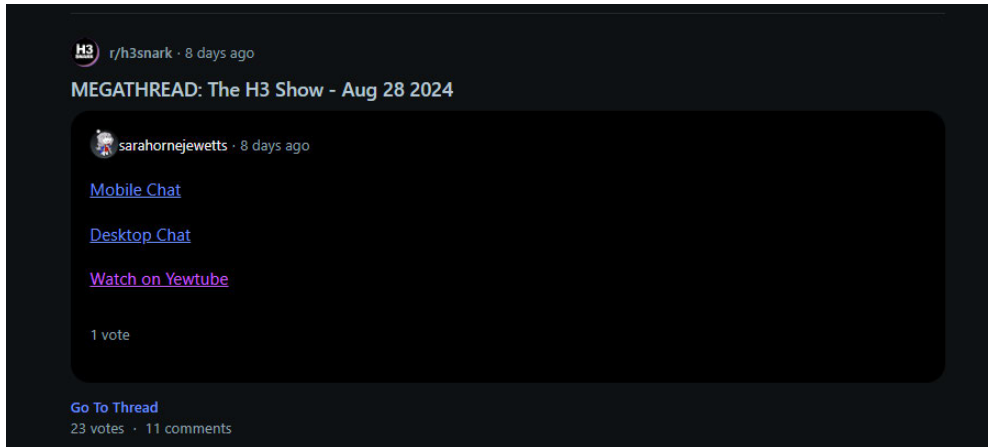 H3
SNARK
r/h3snark · 8 days ago
MEGATHREAD: The H3 Show - Aug 28 2024
sarahornejewetts · 8 days ago
Mobile Chat
Desktop Chat
Watch on Yewtube
1 vote
Go To Thread
23 votes · 11 comments